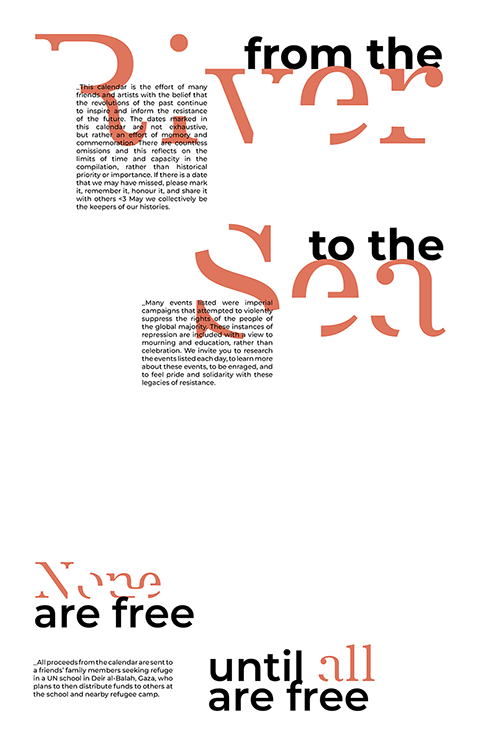 from the
River
_This calendar is the effort of many
friends and artists with the belief that
the revolutions of the past continue
to inspire and inform the resistance
of the future. The dates marked in
this calendar are not exhaustive,
but rather an effort of memory and
commemoration. There are countless
omissions and this reflects on the
limits of time and capacity in the
compilation, rather than historical
priority or importance. If there is a date
that we may have missed, please mark
it, remember it, honour it, and share it
with others <3 May we collectively be
the keepers of our histories.
to the
Sea
_Many events listed were imperial
campaigns that attempted to violently
suppress the rights of the people of
the global majority. These instances of
repression are included with a view to
mourning and education, rather than
celebration. We invite you to research
the events listed each day, to learn more
about these events, to be enraged, and
to feel pride and solidarity with these
legacies of resistance.
None
are free
_All proceeds from the calendar are sent to
a friends' family members seeking refuge
in a UN school in Deir al-Balah, Gaza, who
plans to then distribute funds to others at
the school and nearby refugee camp.
until all
are free